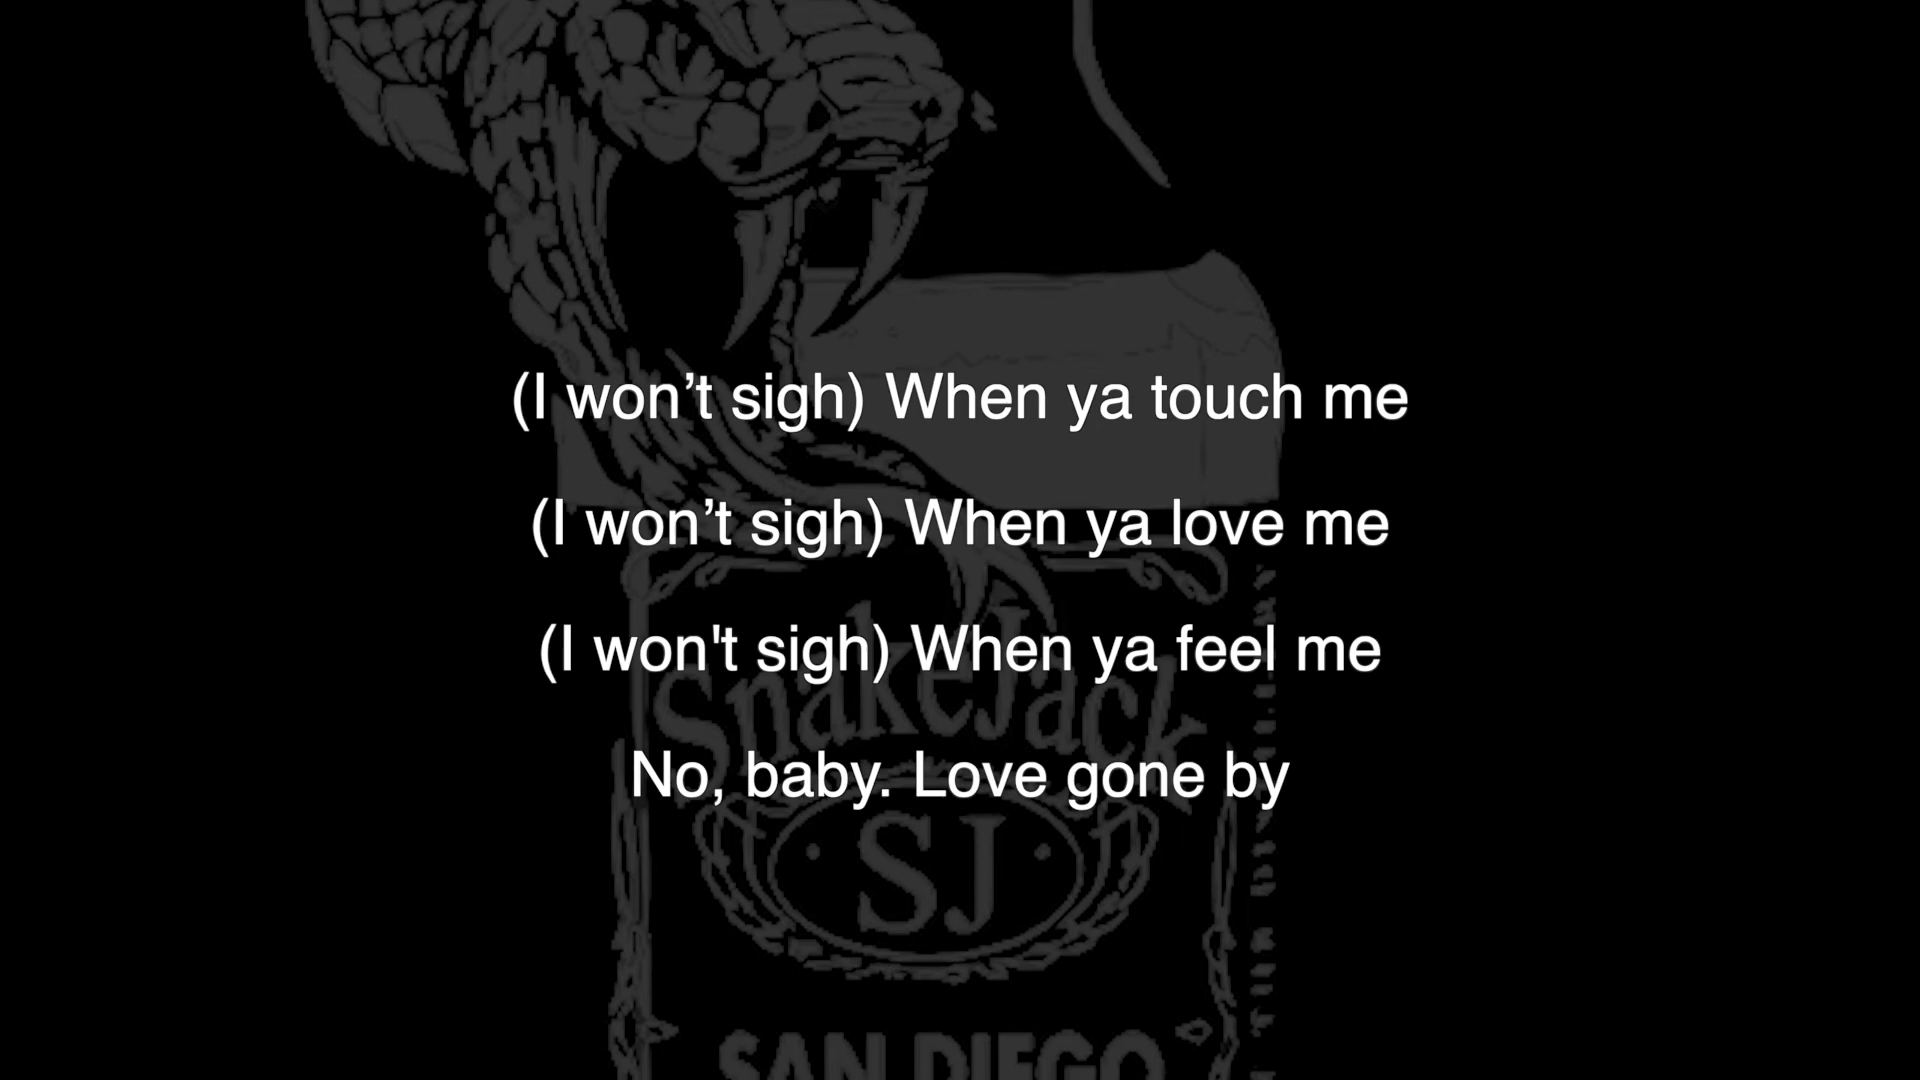 (I won’t sigh) When ya touch me
(I won’t sigh) When ya love me
(I won't sigh) When ya feel me
No, baby. Love gone by
SnakeJack
SJ
SAN DIEGO